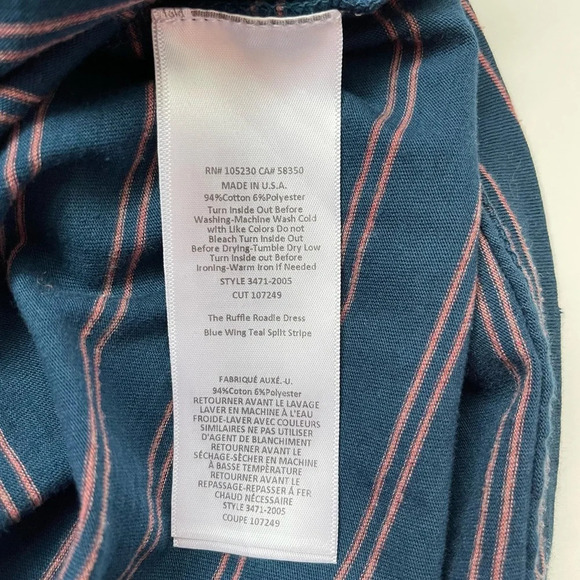 RN# 105230 CA# 58350
MADE IN U.S.A.
94%Cotton 6%Polyester
Turn Inside Out Before
Washing-Machine Wash Cold
with Like Colors Do not
Bleach Turn Inside Out
Before Drying-Tumble Dry Low
Turn Inside out Before
Ironing-Warm Iron if Needed
STYLE 3471-2005
CUT 107249
The Ruffle Roadie Dress
Blue Wing Teal Split Stripe
FABRIQUÉ AUXÉ.-U.
94%Coton 6%Polyester
RETOURNER AVANT LE LAVAGE
LAVER EN MACHINE À L'EAU
FROIDE-LAVER AVEC COULEURS
SIMILAIRES NE PAS UTILISER
D'AGENT DE BLANCHIMENT
RETOURNER AVANT LE
SÉCHAGE-SÈCHER EN MACHINE
À BASSE TEMPÈRATURE
RETOURNER AVANT LE
REPASSAGE-REPASSER À FER
CHAUD NÉCESSAIRE
STYLE 3471-2005
COUPE 107249